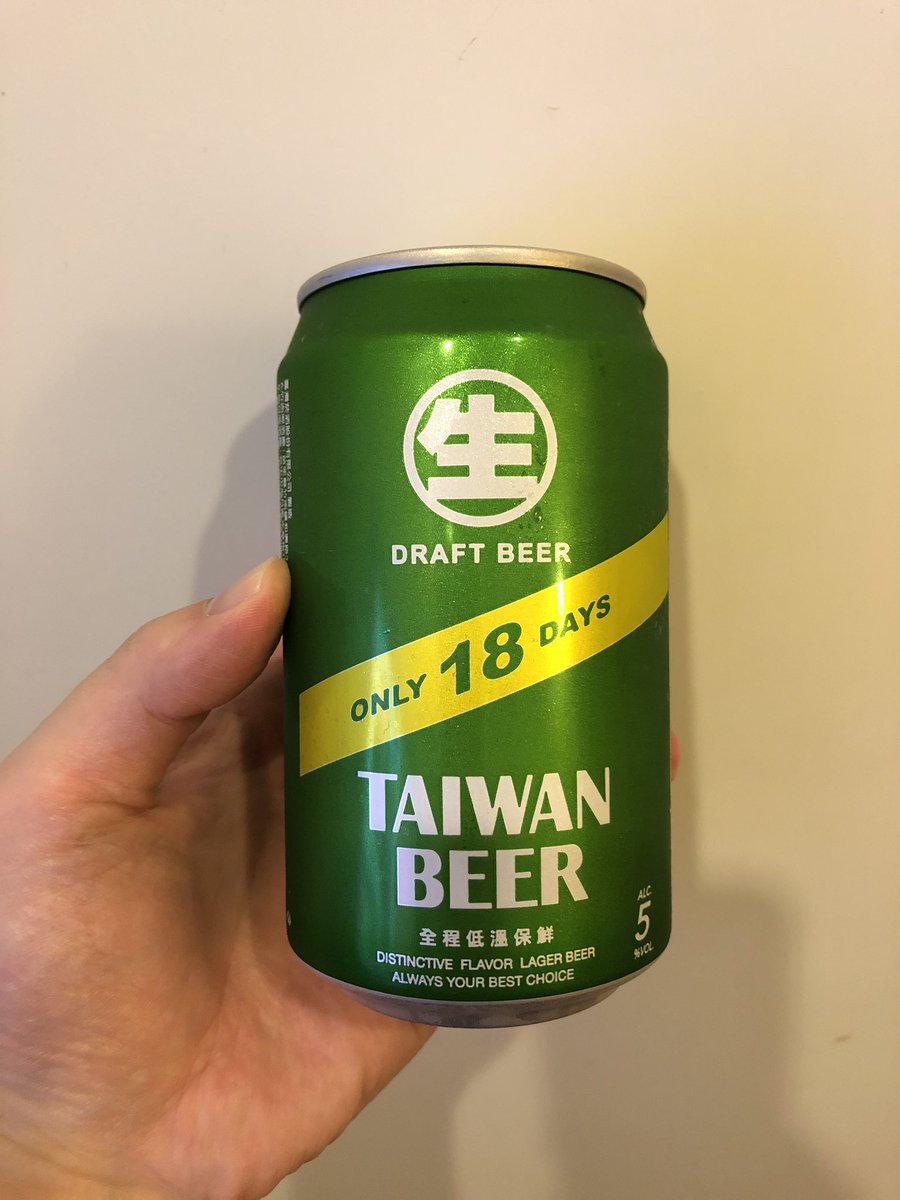 生
DRAFT BEER
ONLY 18 DAYS
TAIWAN
BEER
全程低溫保鮮
DISTINCTIVE FLAVOR LAGER BEER
ALWAYS YOUR BEST CHOICE
ALC.
5
%VOL